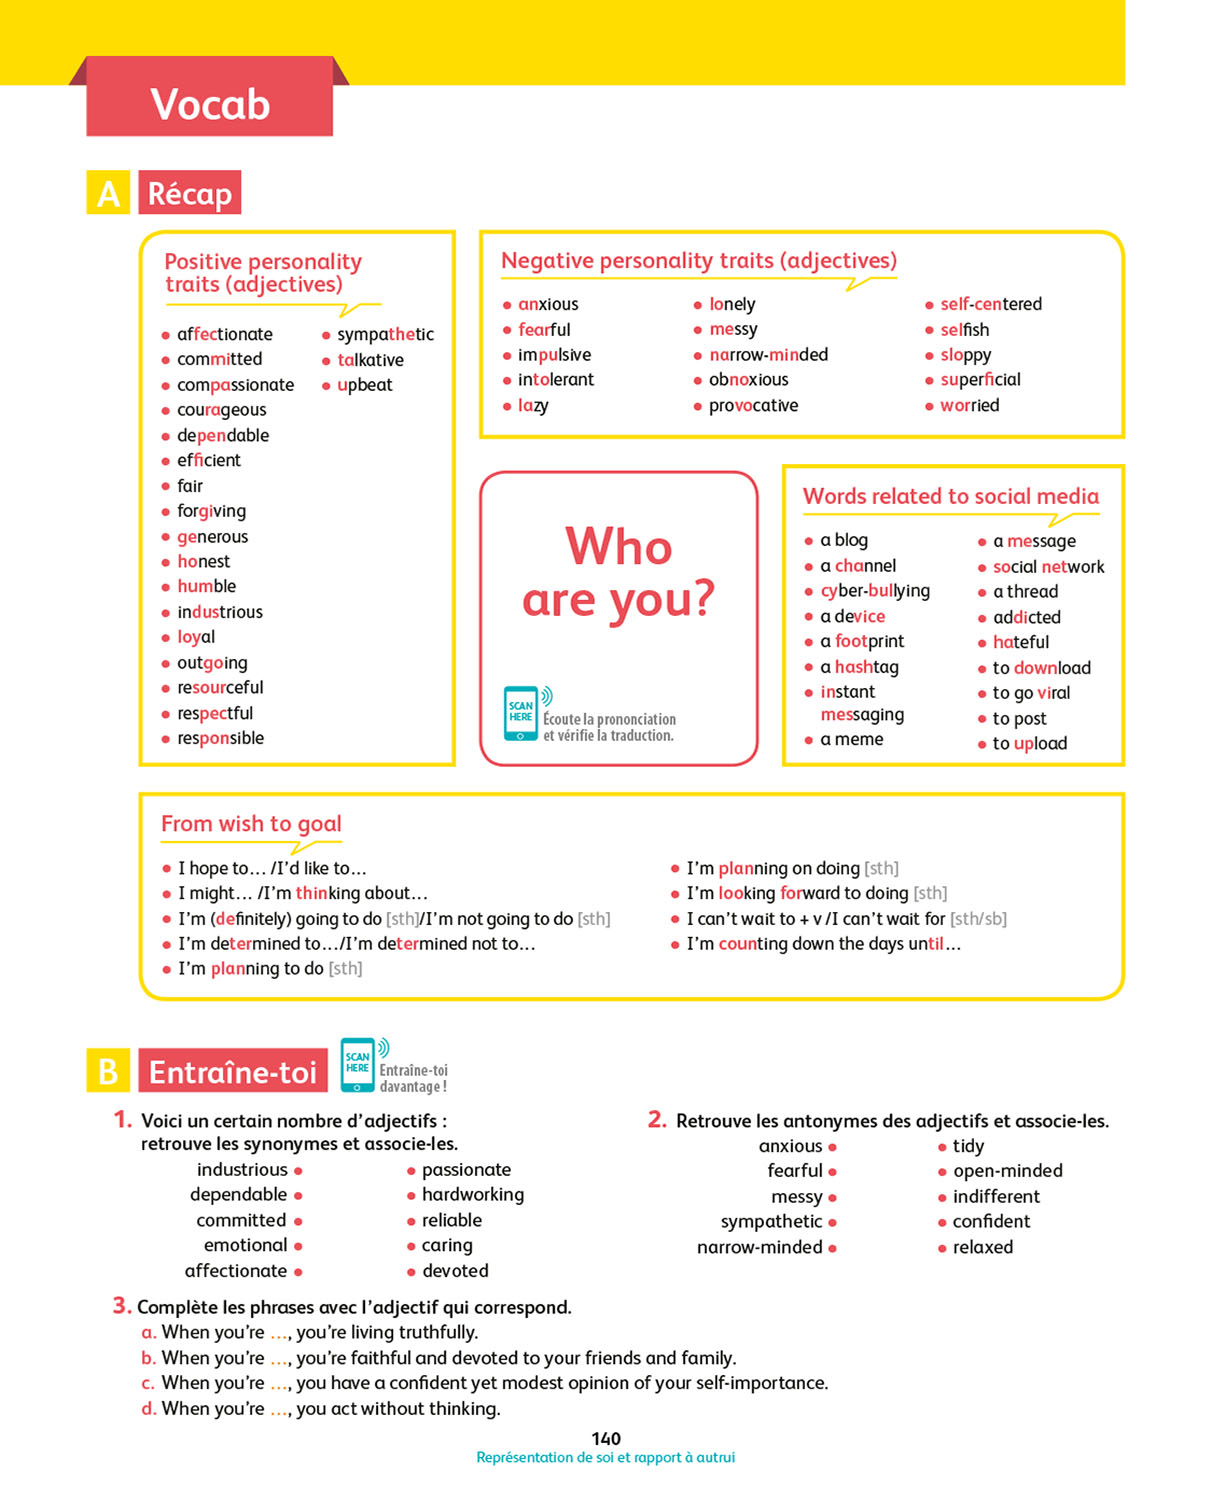 Vocab
A Récap
Positive personality
traits (adjectives)
• affectionate
• committed
• compassionate
• courageous
• dependable
• efficient
• fair
• forgiving
• generous
• honest
• humble
• industrious
• loyal
• outgoing
• resourceful
• respectful
• responsible
• sympathetic
• talkative
• upbeat
Negative personality traits (adjectives)
• anxious
• fearful
• impulsive
• intolerant
• lazy
• lonely
• messy
• narrow-minded
• obnoxious
• provocative
• self-centered
• selfish
• sloppy
• superficial
• worried
Who
are you?
SCAN
HERE
Écoute la prononciation
et vérifie la traduction.
Words related to social media
• a blog
• a channel
• cyber-bullying
• a device
• a footprint
• a hashtag
• instant
messaging
• a meme
• a message
• social network
• a thread
• addicted
• hateful
• to download
• to go viral
• to post
• to upload
From wish to goal
• I hope to… /I’d like to…
• I might… /I’m thinking about…
• I’m (definitely) going to do [sth]/I’m not going to do [sth]
• I’m determined to…/I’m determined not to…
• I’m planning to do [sth]
• I’m planning on doing [sth]
• I’m looking forward to doing [sth]
• I can’t wait to + v /I can’t wait for [sth/sb]
• I’m counting down the days until…
B Entraîne-toi
SCAN
HERE
Entraîne-toi
davantage !
1. Voici un certain nombre d’adjectifs :
retrouve les synonymes et associe-les.
industrious • • passionate
dependable • • hardworking
committed • • reliable
emotional • • caring
affectionate • • devoted
2. Retrouve les antonymes des adjectifs et associe-les.
anxious • • tidy
fearful • • open-minded
messy • • indifferent
sympathetic • • confident
narrow-minded • • relaxed
3. Complète les phrases avec l’adjectif qui correspond.
a. When you’re …, you’re living truthfully.
b. When you’re …, you’re faithful and devoted to your friends and family.
c. When you’re …, you have a confident yet modest opinion of your self-importance.
d. When you’re …, you act without thinking.
140
Représentation de soi et rapport à autrui